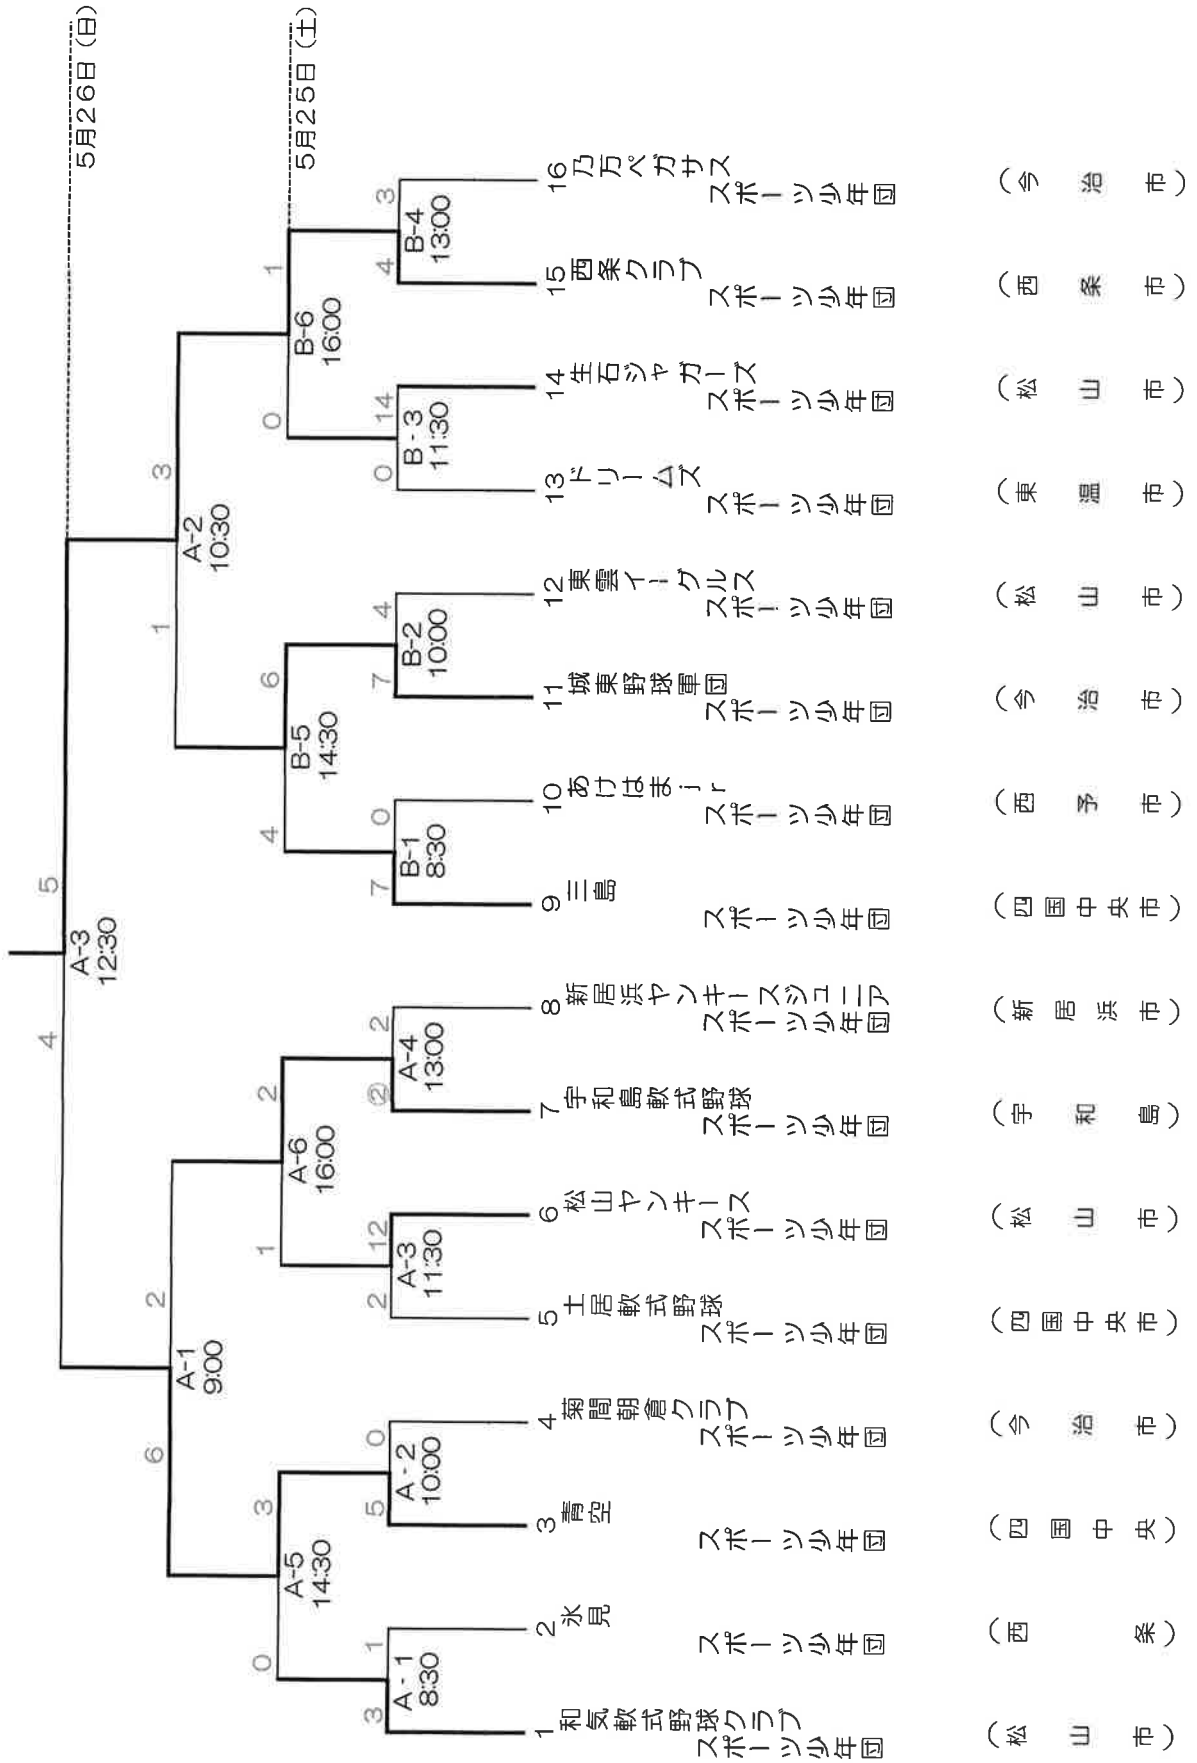 5月26日(日)
5月25日(土)
4
5
A-3
12:30
6
2
A-1
9:00
1
3
A-2
10:30
0
3
A-5
14:30
1
2
A-6
16:00
4
6
B-5
14:30
0
1
B-6
16:00
3
1
A-1
8:30
5
0
A-2
10:00
2
12
A-3
11:30
②
2
A-4
13:00
7
0
B-1
8:30
7
4
B-2
10:00
0
14
B-3
11:30
4
3
B-4
13:00
1 和気軟式野球クラブ
スポーツ少年団
(松山市)
2 氷見
スポーツ少年団
(西条)
3 青空
スポーツ少年団
(四国中央)
4 菊間朝倉クラブ
スポーツ少年団
(今治市)
5 土居軟式野球
スポーツ少年団
(四国中央市)
6 松山ヤンキース
スポーツ少年団
(松山市)
7 宇和島軟式野球
スポーツ少年団
(宇和島)
8 新居浜ヤンキースジュニア
スポーツ少年団
(新居浜市)
9 三島
スポーツ少年団
(四国中央市)
10 あけはまjr
スポーツ少年団
(西予市)
11 城東野球軍団
スポーツ少年団
(今治市)
12 東雲イーグルス
スポーツ少年団
(松山市)
13 ドリームズ
スポーツ少年団
(東温市)
14 生石ジャガーズ
スポーツ少年団
(松山市)
15 西条クラブ
スポーツ少年団
(西条市)
16 乃万ペガサス
スポーツ少年団
(今治市)